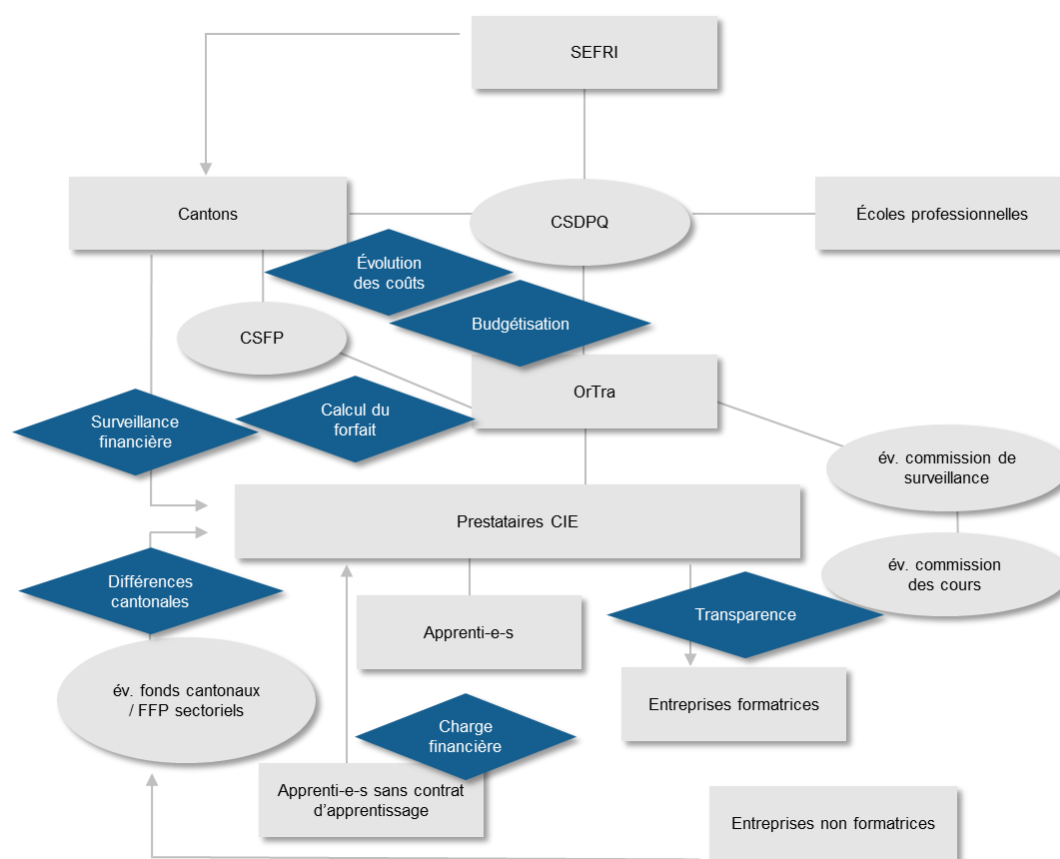 SEFRI
Cantons
CSDPQ
Écoles professionnelles
Évolution
des coûts
Budgétisation
CSFP
OrTra
Calcul du
forfait
Surveillance
financière
év. commission de
surveillance
Prestataires CIE
év. commission
des cours
Différences
cantonales
Transparence
Apprenti-e-s
év. fonds cantonaux
/ FFP sectoriels
Entreprises formatrices
Charge
financière
Apprenti-e-s sans contrat
d’apprentissage
Entreprises non formatrices